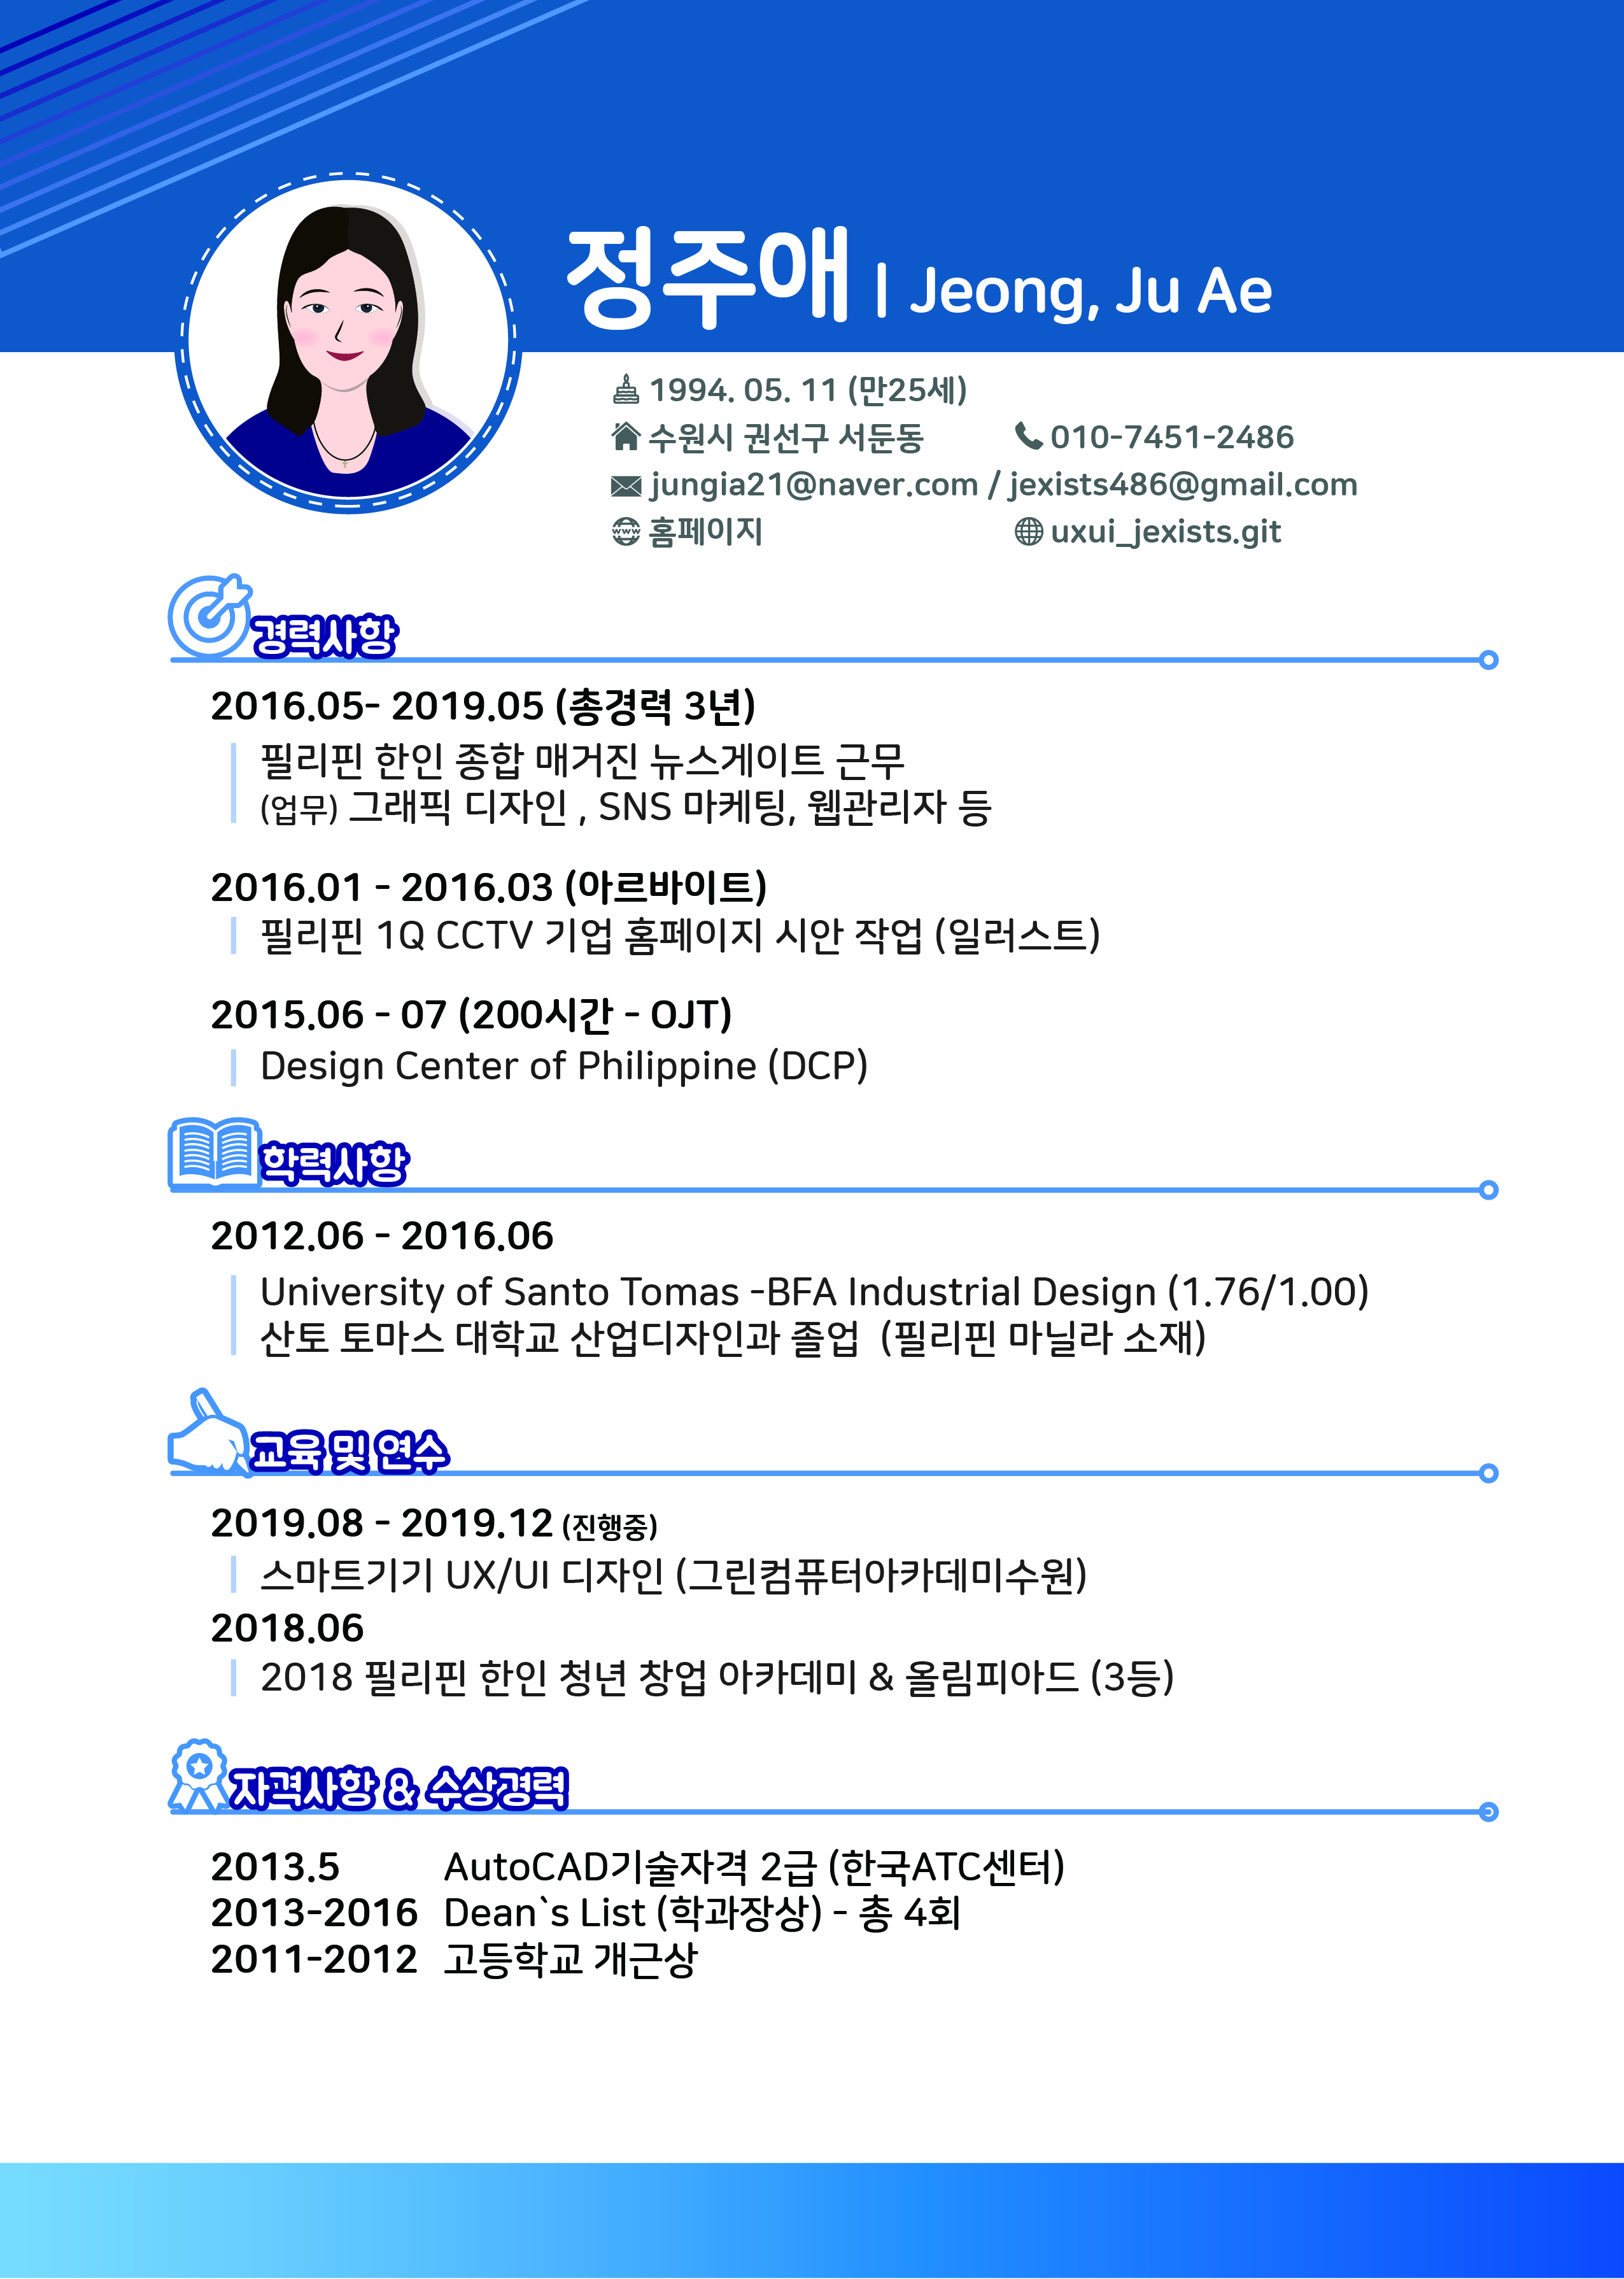 정주애 | Jeong, Ju Ae
1994. 05. 11 (만25세)
수원시 권선구 서둔동 010-7451-2486
jungia21@naver.com / jexists486@gmail.com
www 홈페이지 uxui_jexists.git
경력사항
2016.05- 2019.05 (총경력 3년)
필리핀 한인 종합 매거진 뉴스게이트 근무
(업무) 그래픽 디자인 , SNS 마케팅, 웹관리자 등
2016.01 - 2016.03 (아르바이트)
필리핀 1Q CCTV 기업 홈페이지 시안 작업 (일러스트)
2015.06 - 07 (200시간 - OJT)
Design Center of Philippine (DCP)
학력사항
2012.06 - 2016.06
University of Santo Tomas -BFA Industrial Design (1.76/1.00)
산토 토마스 대학교 산업디자인과 졸업 (필리핀 마닐라 소재)
교육 및 연수
2019.08 - 2019.12 (진행중)
스마트기기 UX/UI 디자인 (그린컴퓨터아카데미수원)
2018.06
2018 필리핀 한인 청년 창업 아카데미 & 올림피아드 (3등)
자격사항 & 수상경력
2013.5 AutoCAD기술자격 2급 (한국ATC센터)
2013-2016 Dean`s List (학과장상) - 총 4회
2011-2012 고등학교 개근상